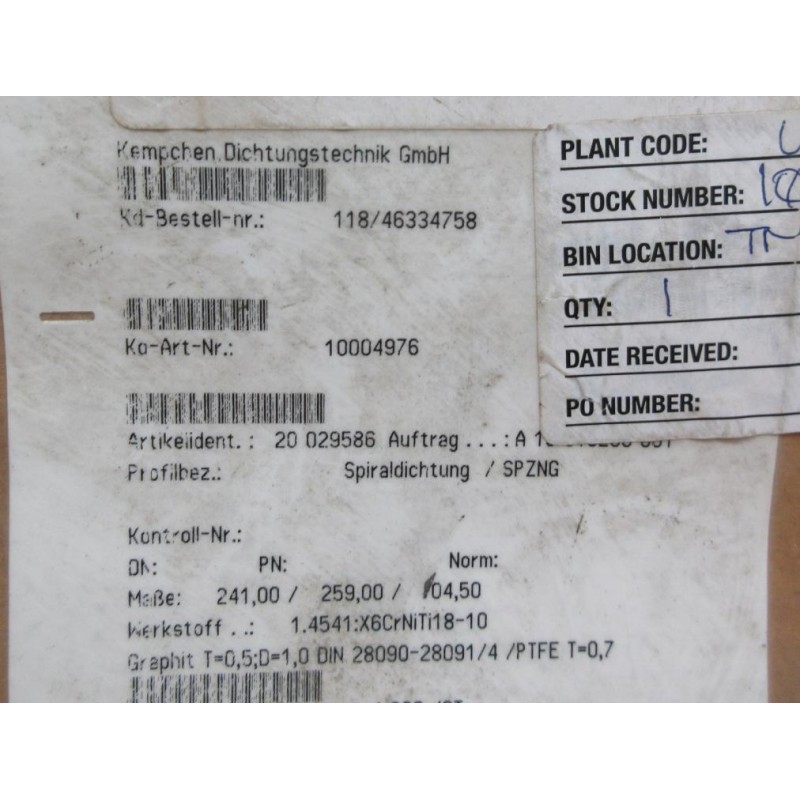 Kempchen Dichtungstechnik GmbH
Kd-Bestell-nr.: 118/46334758
Ko-Art-Nr.: 10004976
Artikelident.: 20 029586 Auftrag ...: A
Profilbez.: Spiraldichtung / SPZNG
Kontroll-Nr.:
DN: PN: Norm:
Maße: 241,00 / 259,00 / 04,50
Werkstoff ..: 1.4541:X6CrNiTi18-10
Graphit T=0,5;D=1,0 DIN 28090-28091/4 /PTFE T=0,7
PLANT CODE:
STOCK NUMBER:
BIN LOCATION:
QTY: 1
DATE RECEIVED:
PO NUMBER: